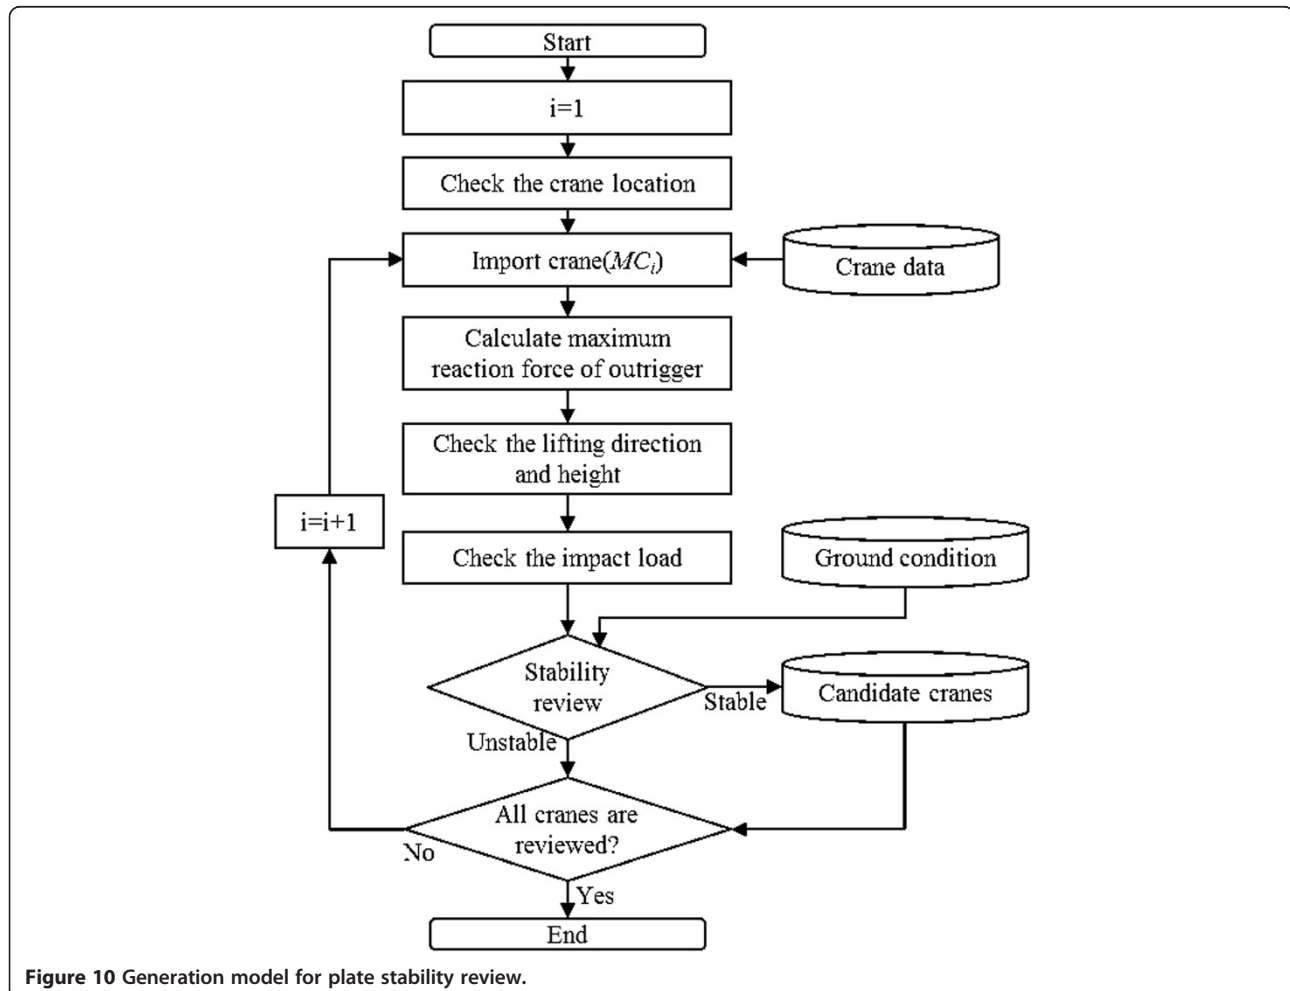 Start
i=1
Check the crane location
Import crane(MCi)
Crane data
Calculate maximum
reaction force of outrigger
Check the lifting direction
and height
i=i+1
Check the impact load
Ground condition
Stability
review
Stable
Candidate cranes
Unstable
All cranes are
reviewed?
No
Yes
End
Figure 10 Generation model for plate stability review.